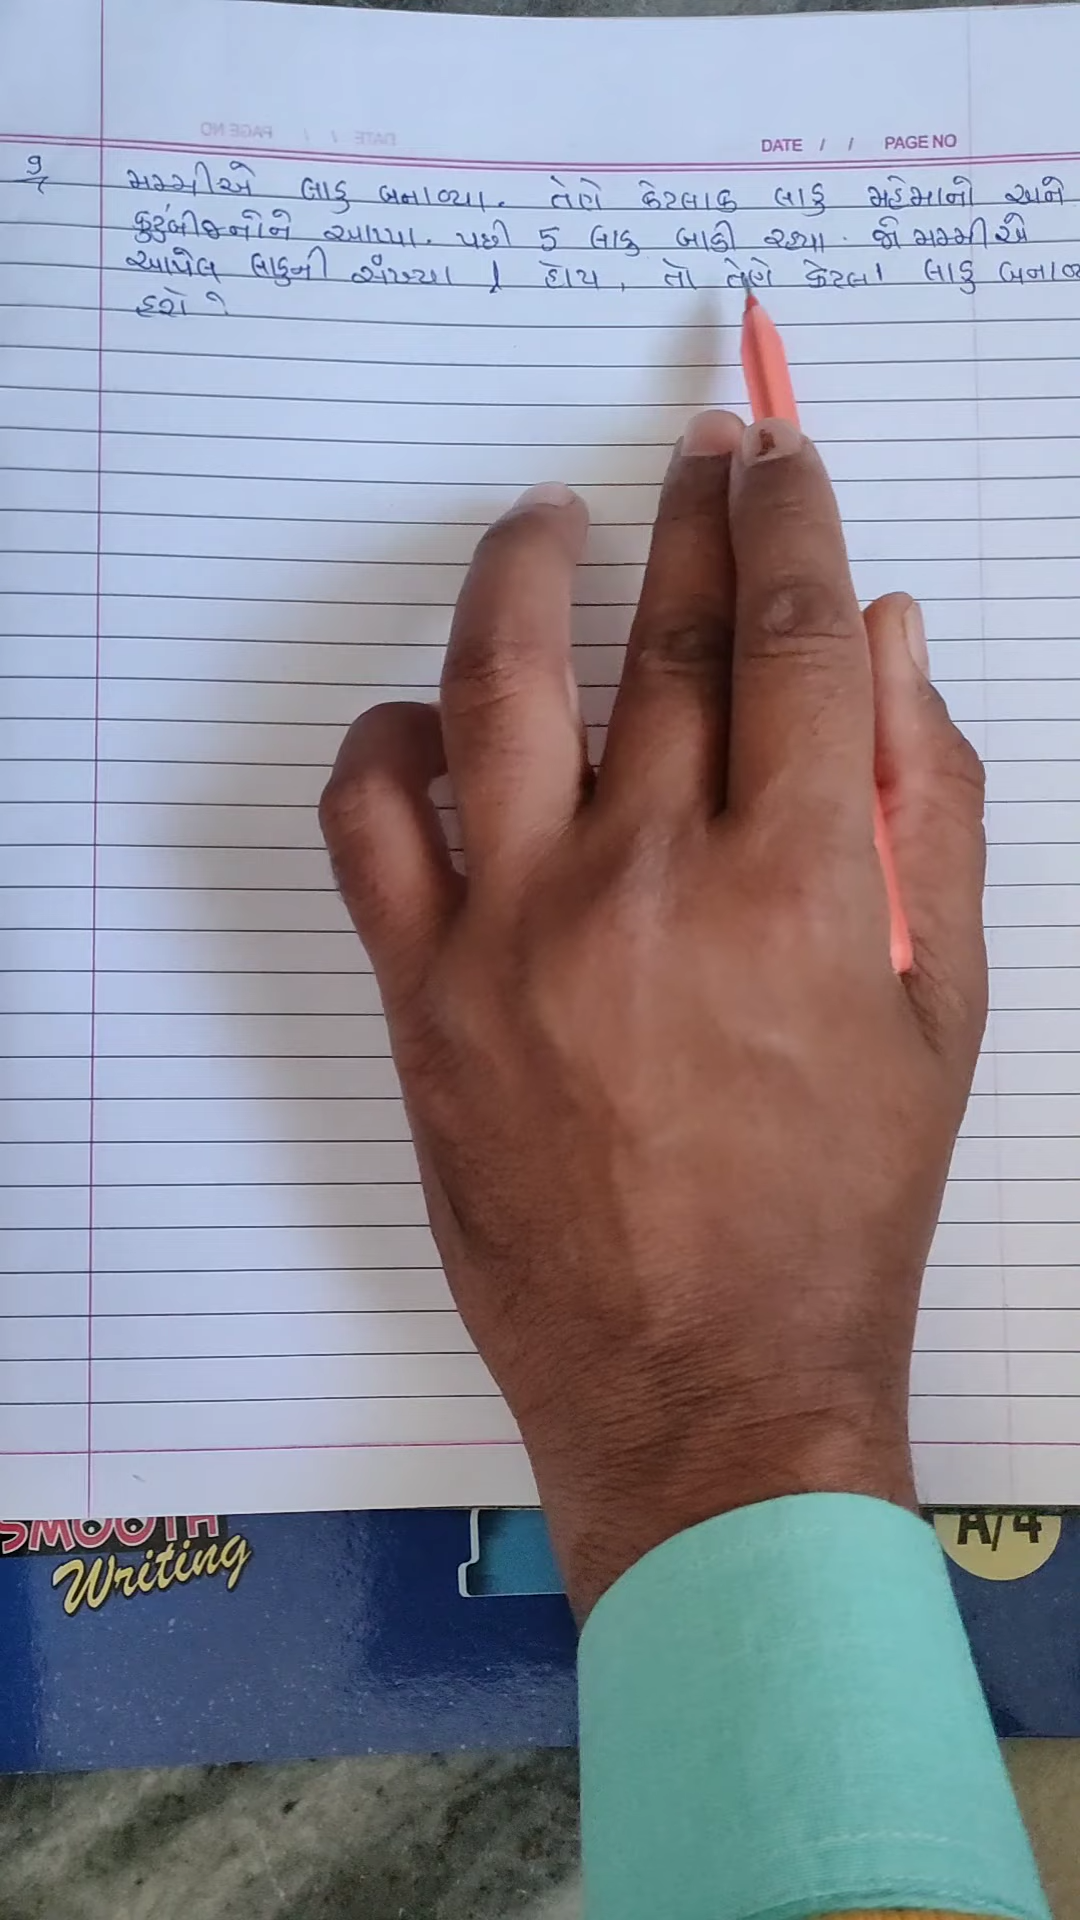 DATE / / PAGE NO
૧
મમ્મીએ લાડુ બનાવ્યા. તેણે કેટલાક લાડુ મહેમાનો અને
કુટુંબીજનોને આપ્યા. પછી 5 લાડુ બાકી રહ્યા. જો મમ્મીએ
આપેલ લાડુની સંખ્યા l હોય, તો તેણે કેટલા લાડુ બનાવ્યા
હશે ?
SMOOTH
Writing
A/4